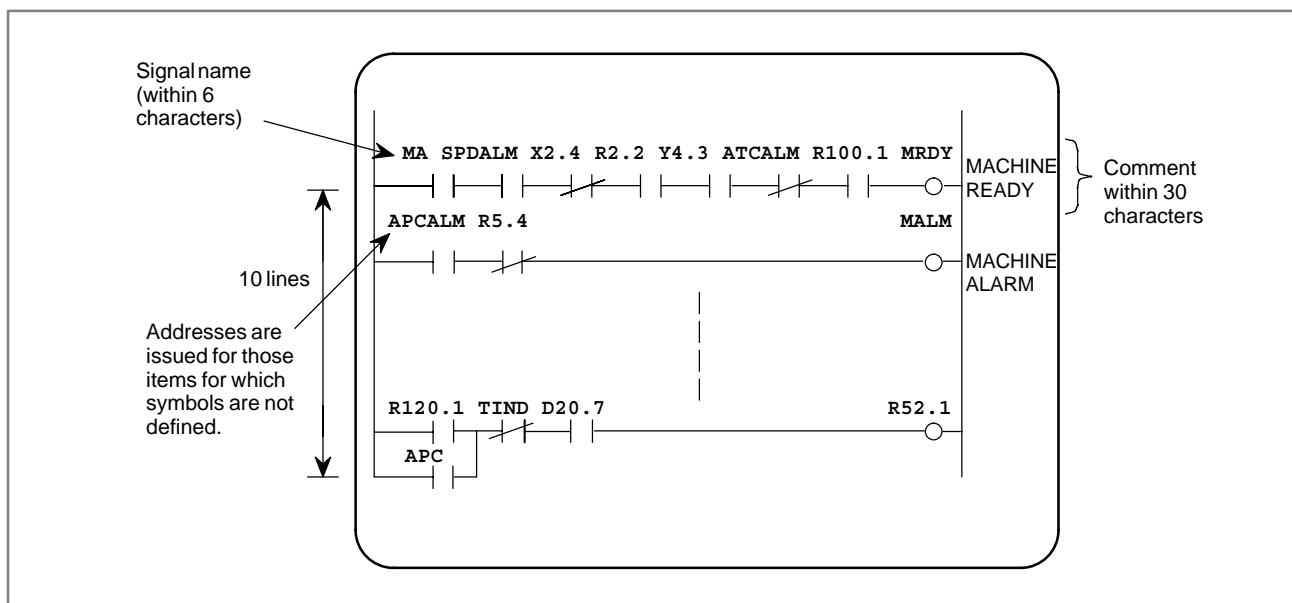 Signal name
(within 6
characters)
MA SPDALM X2.4 R2.2 Y4.3 ATCALM R100.1 MRDY
MACHINE
READY
Comment
within 30
characters
APCALM R5.4 MALM
MACHINE
ALARM
10 lines
Addresses are
issued for those
items for which
symbols are not
defined.
R120.1 TIND D20.7 R52.1
APC